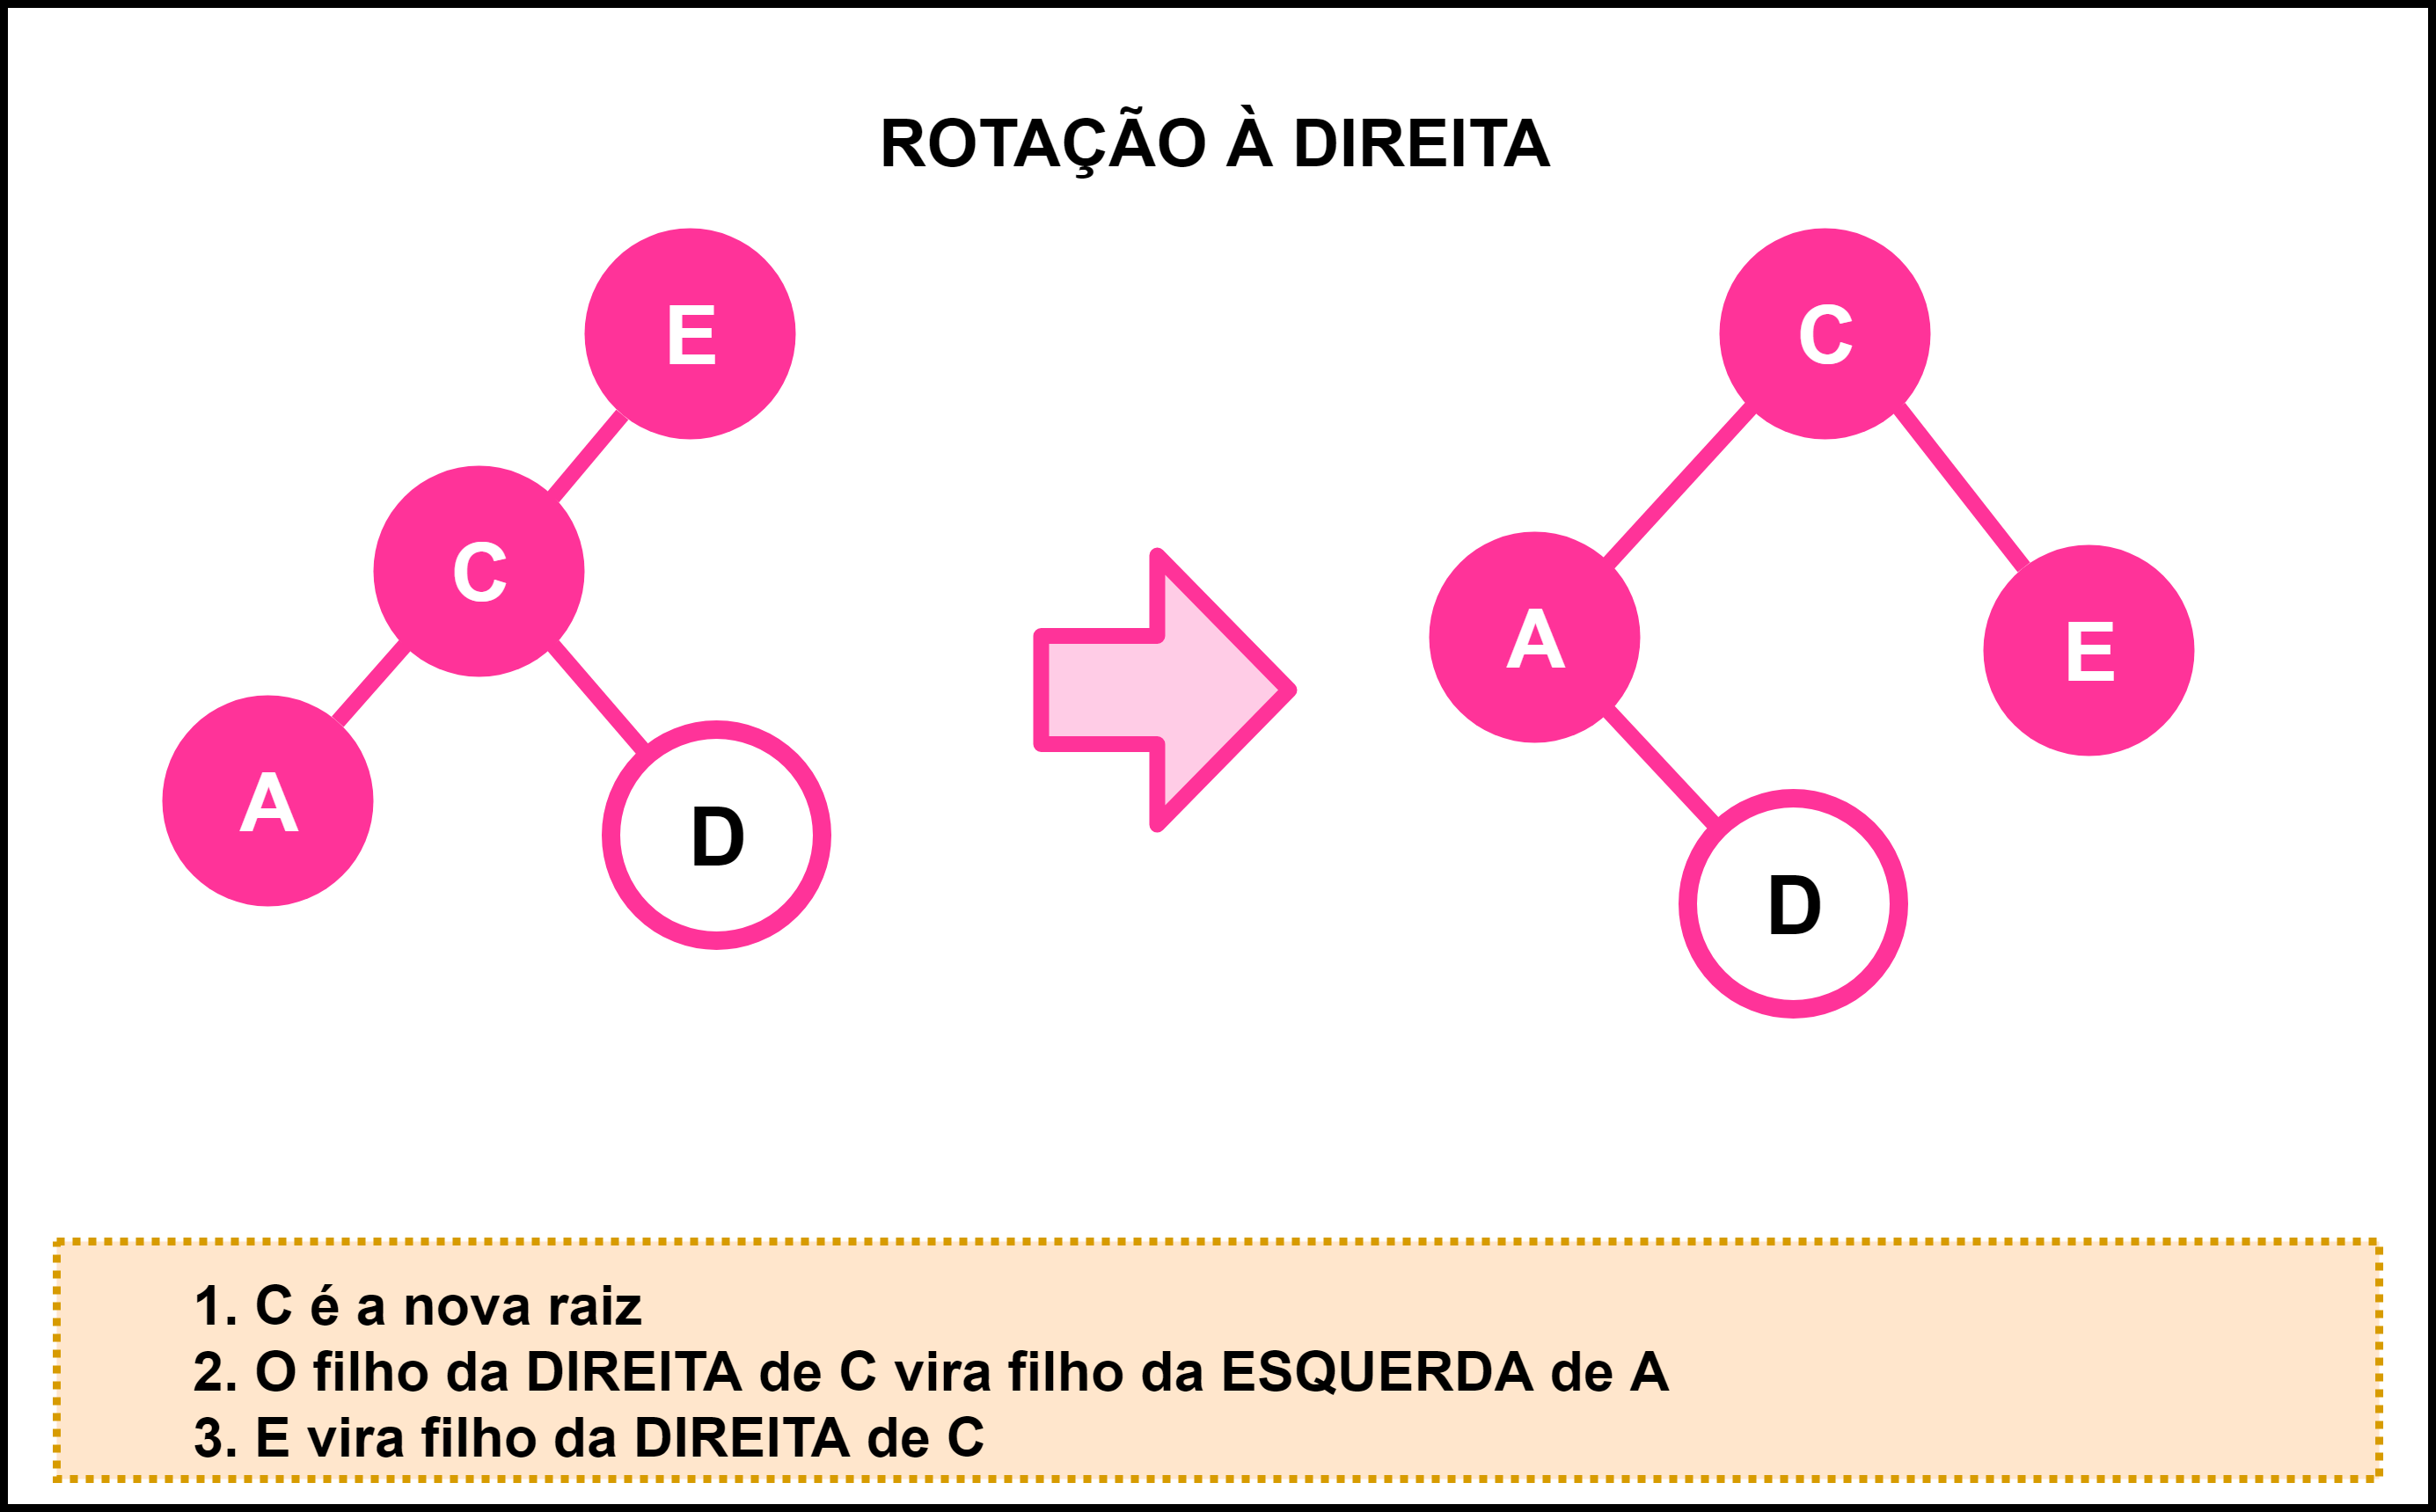 ROTAÇÃO À DIREITA
E
C
A
D
C
A
E
D
1. C é a nova raiz
2. O filho da DIREITA de C vira filho da ESQUERDA de A
3. E vira filho da DIREITA de C